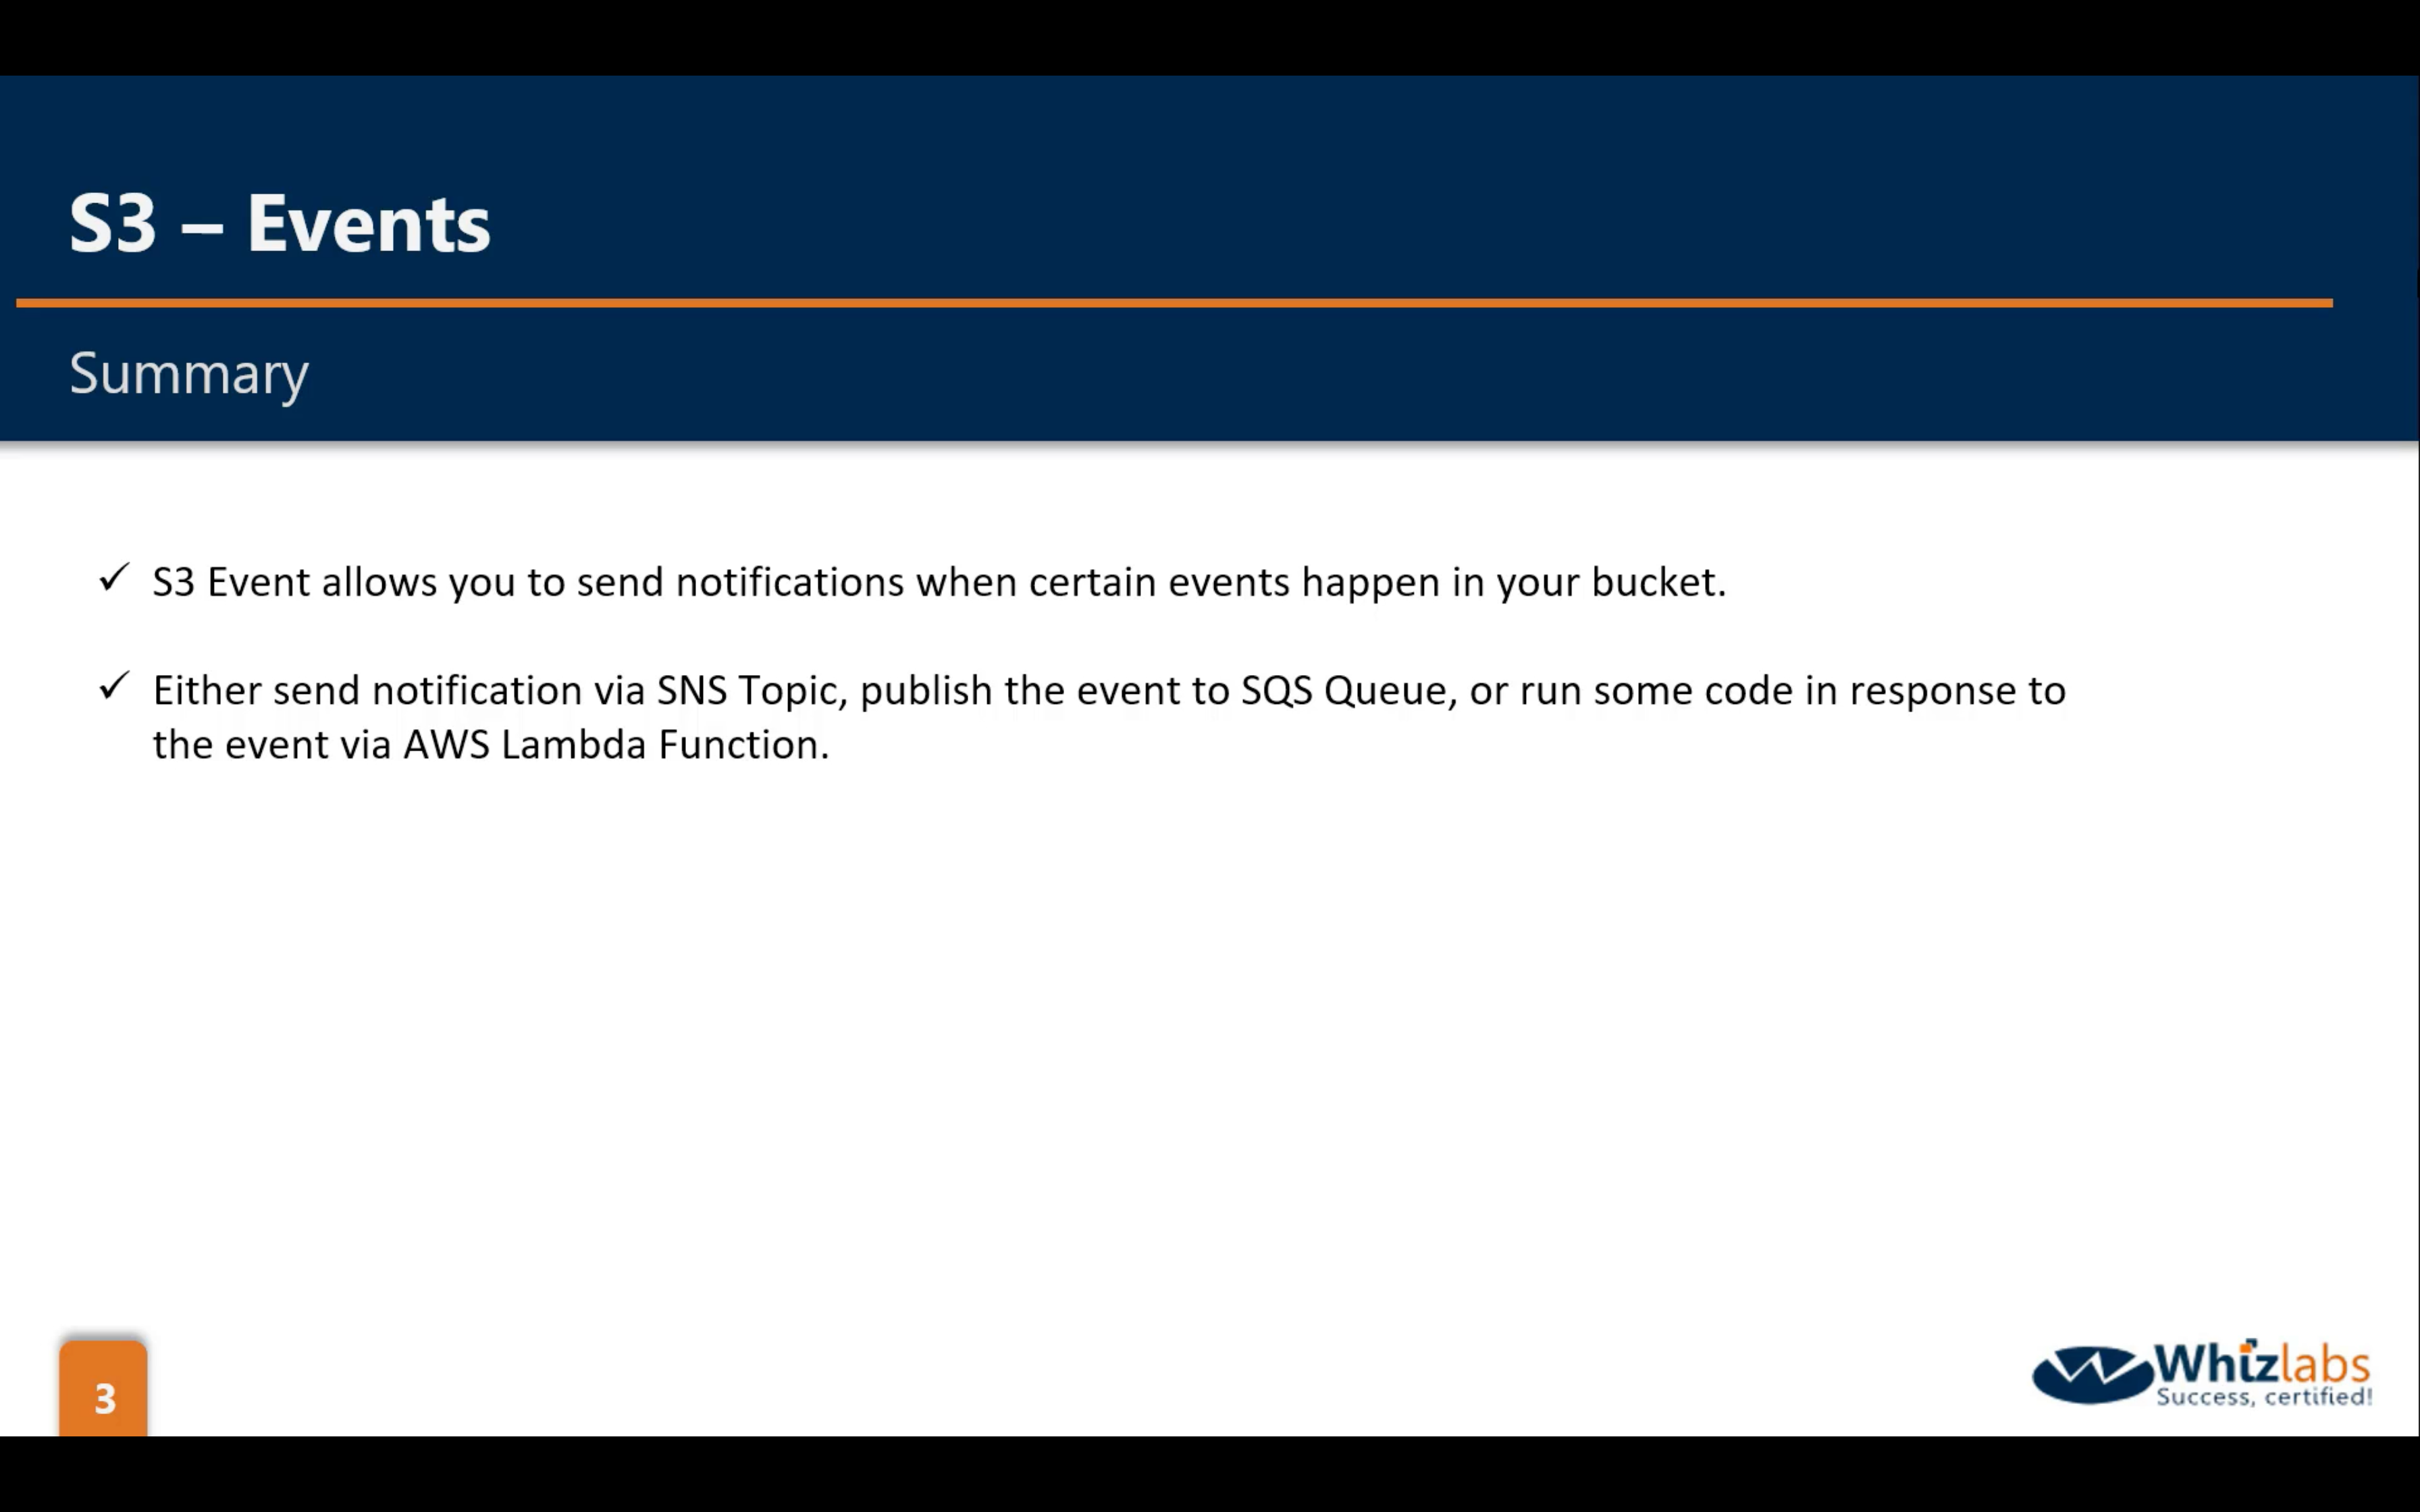 S3 – Events
Summary
✓ S3 Event allows you to send notifications when certain events happen in your bucket.
✓ Either send notification via SNS Topic, publish the event to SQS Queue, or run some code in response to
the event via AWS Lambda Function.
3
Whizlabs
Success, certified!